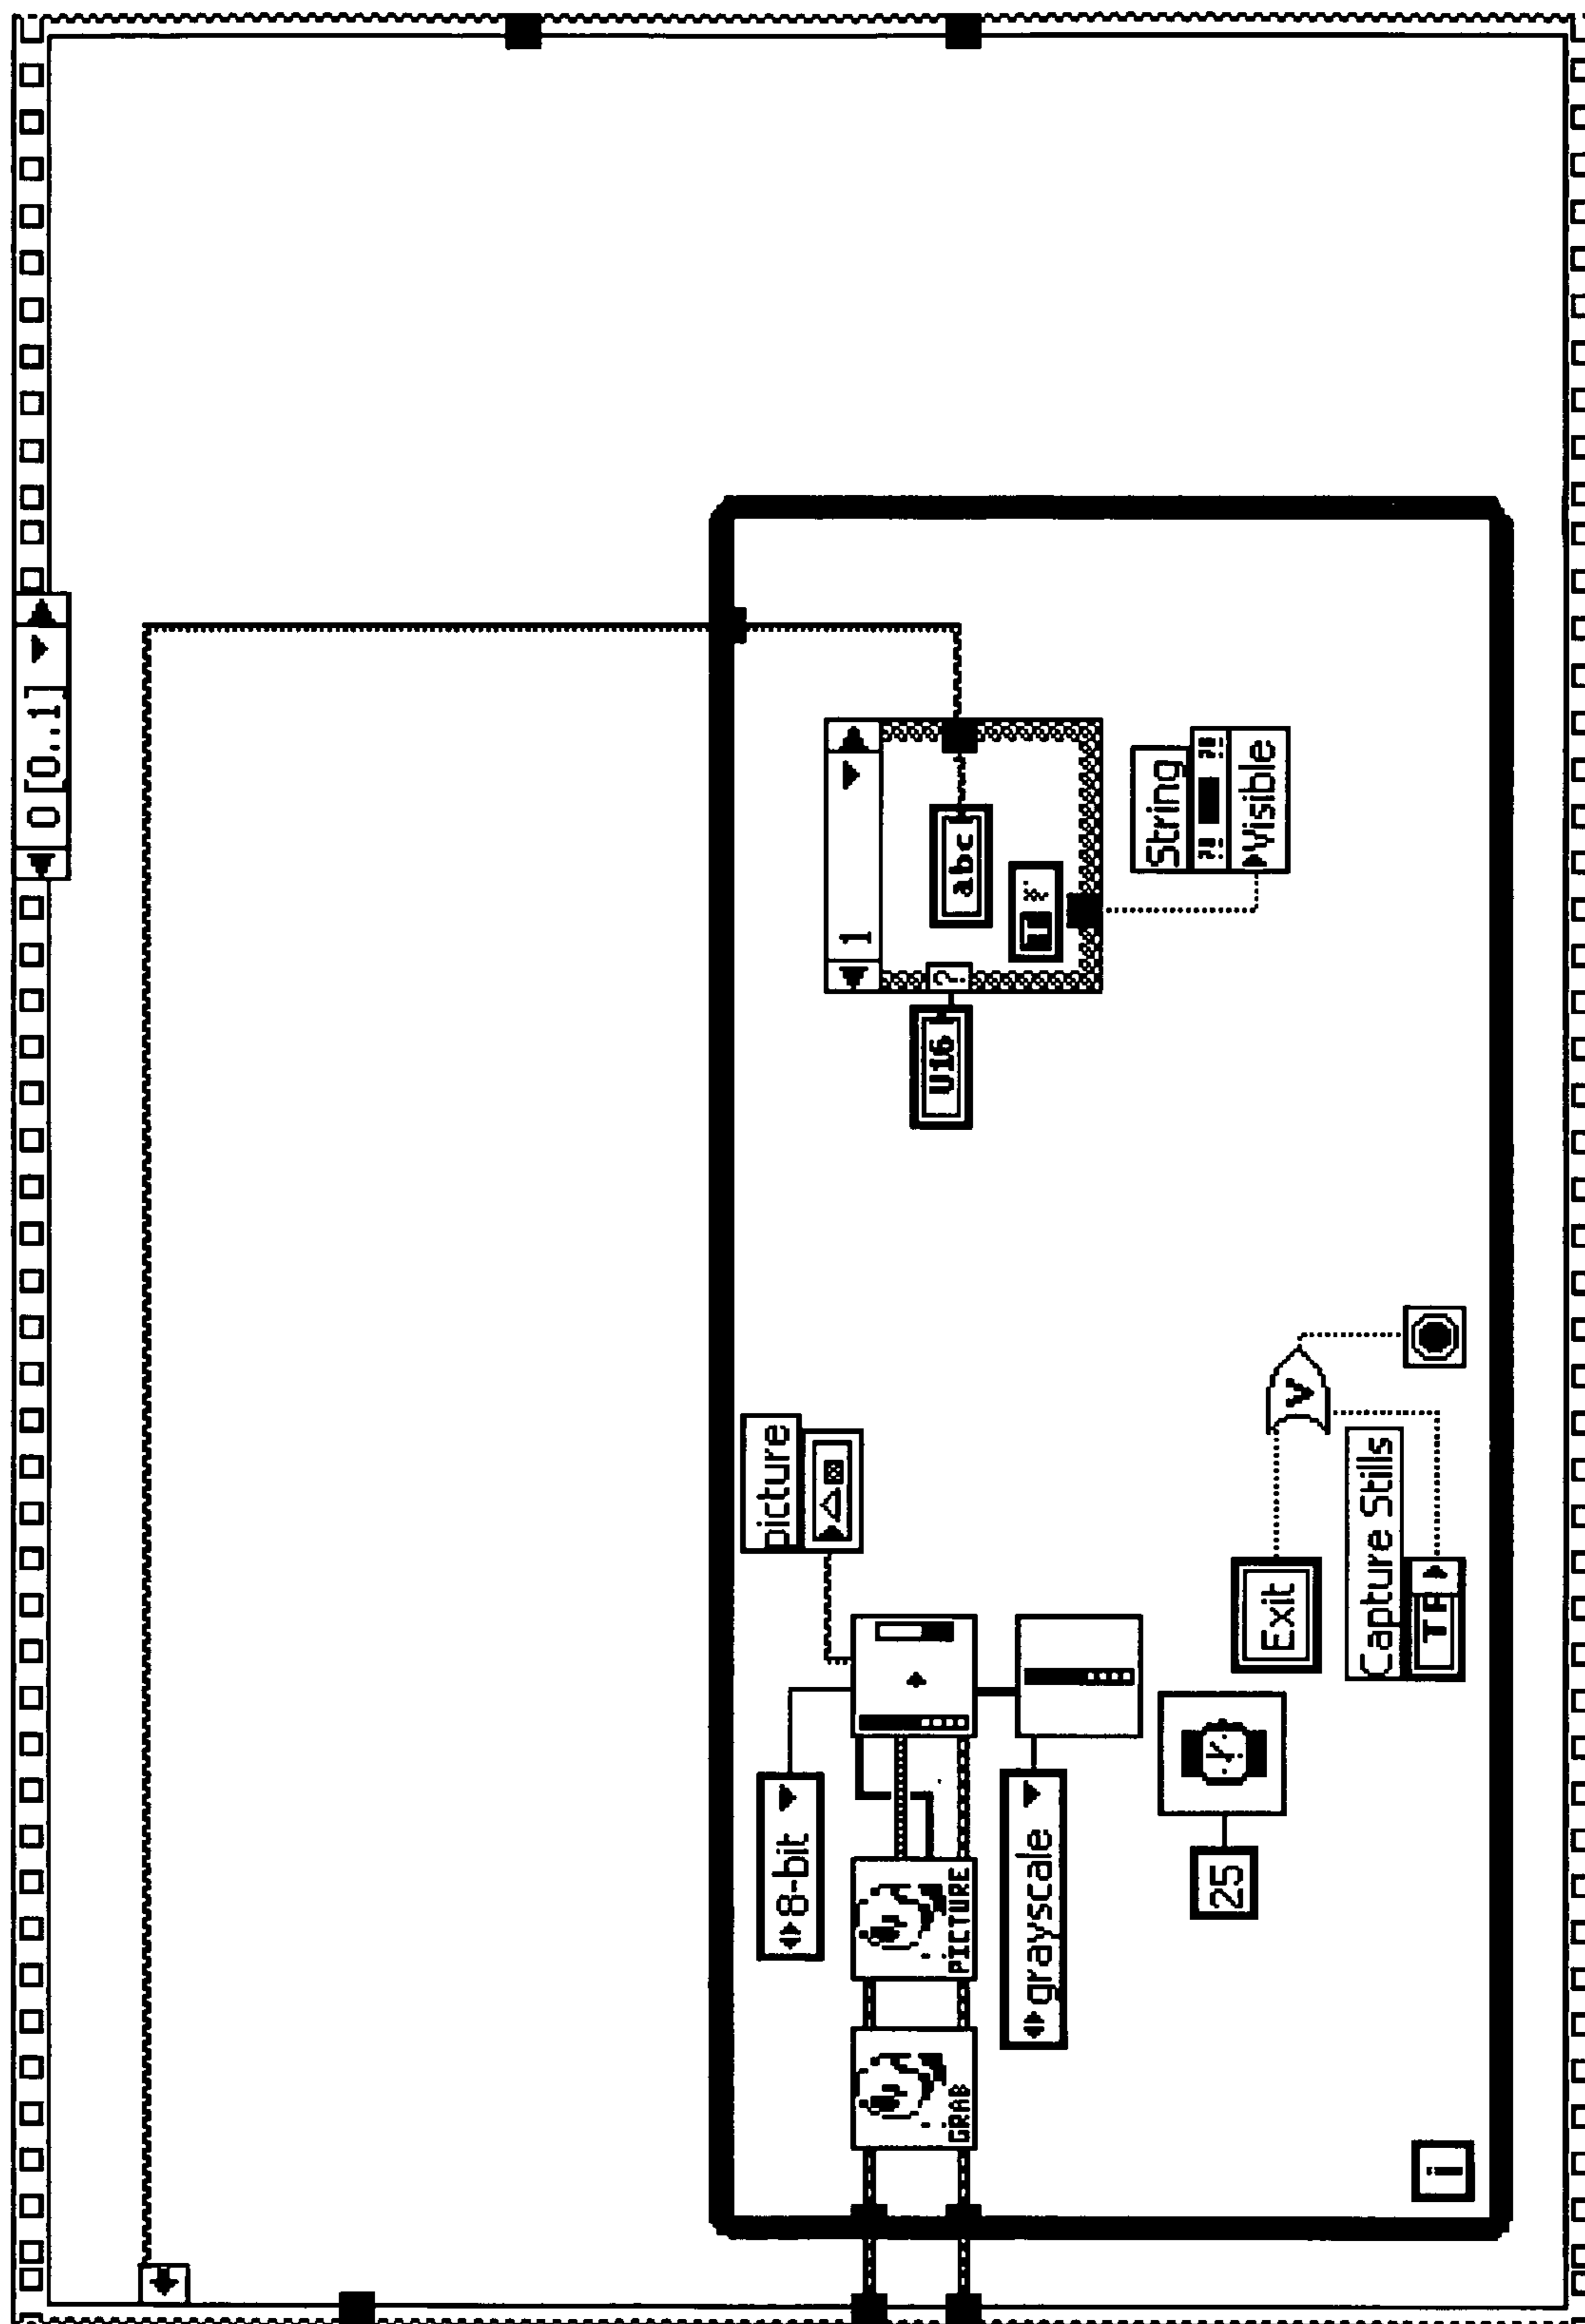 0 [0..1]
picture
8-bit
PICTURE
GRAB
grayscale
25
Exit
Capture Stills
TF
i
U16
1
?
abc
T
String
?! ?!
Visible